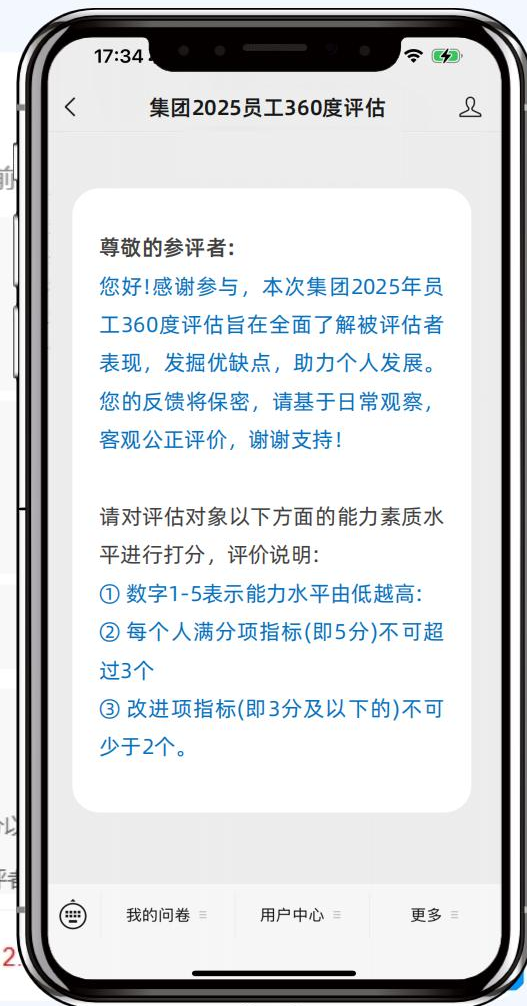 17:34
集团2025员工360度评估
前
尊敬的参评者：
您好!感谢参与，本次集团2025年员
工360度评估旨在全面了解被评估者
表现，发掘优缺点，助力个人发展。
您的反馈将保密，请基于日常观察，
客观公正评价，谢谢支持！
请对评估对象以下方面的能力素质水
平进行打分，评价说明：
① 数字1-5表示能力水平由低越高:
② 每个人满分项指标(即5分)不可超
过3个
③ 改进项指标(即3分及以下的)不可
少于2个。
以
评者
2.
我的问卷
用户中心
更多